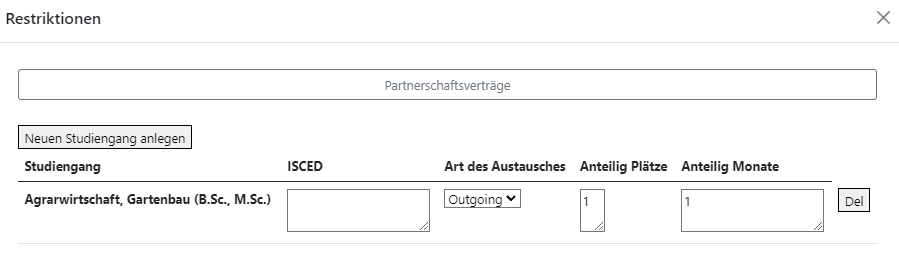 Restriktionen
Partnerschaftsverträge
Neuen Studiengang anlegen
Studiengang ISCED Art des Austausches Anteilig Plätze Anteilig Monate
Agrarwirtschaft, Gartenbau (B.Sc., M.Sc.) Outgoing 1 1 Del